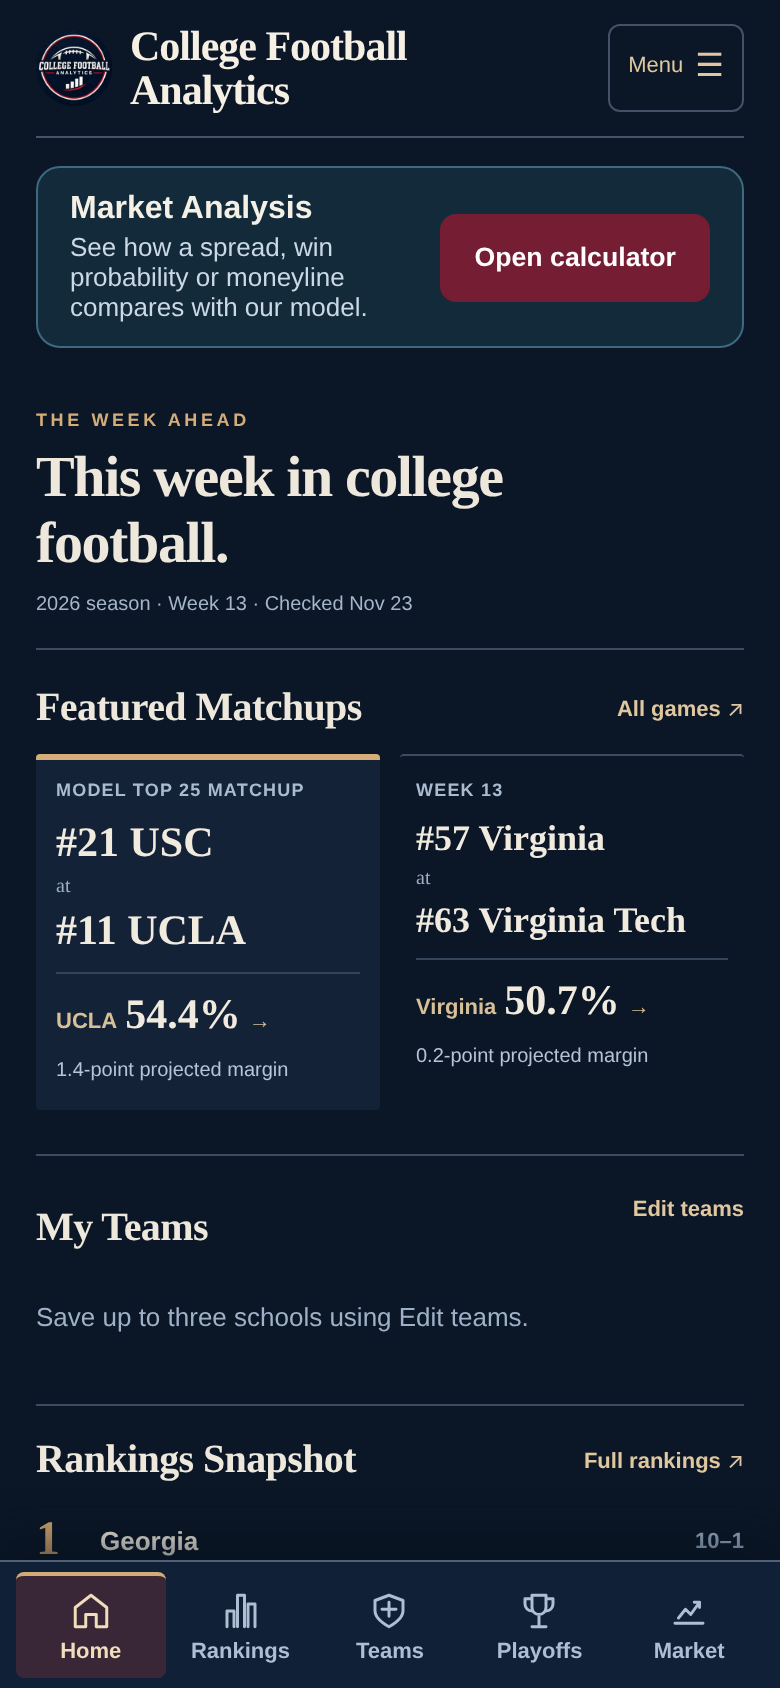 COLLEGE FOOTBALL
ANALYTICS
College Football
Analytics
Menu
Market Analysis
See how a spread, win
probability or moneyline
compares with our model.
Open calculator
THE WEEK AHEAD
This week in college
football.
2026 season · Week 13 · Checked Nov 23
Featured Matchups
All games ↗
MODEL TOP 25 MATCHUP
#21 USC
at
#11 UCLA
UCLA 54.4% →
1.4-point projected margin
WEEK 13
#57 Virginia
at
#63 Virginia Tech
Virginia 50.7% →
0.2-point projected margin
My Teams
Edit teams
Save up to three schools using Edit teams.
Rankings Snapshot
Full rankings ↗
1 Georgia 10–1
Home
Rankings
Teams
Playoffs
Market